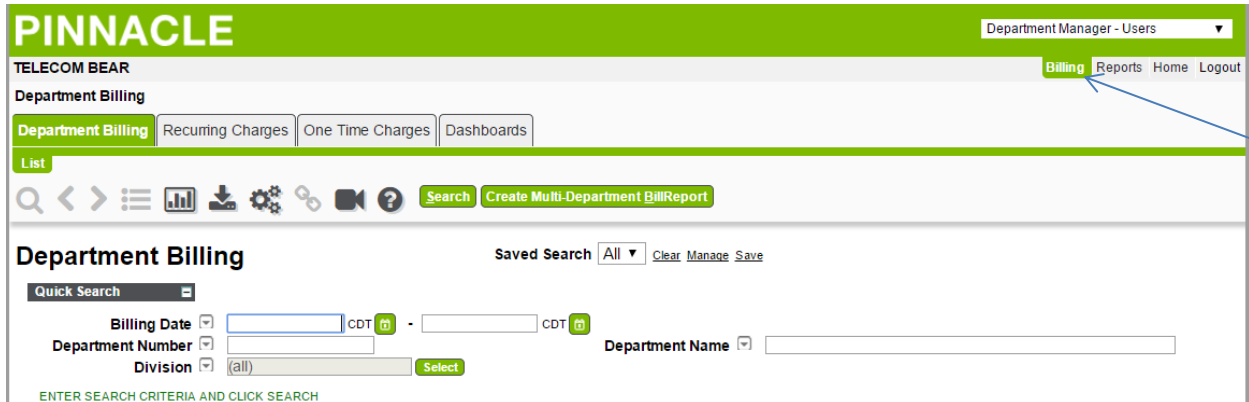 PINNACLE
Department Manager - Users
TELECOM BEAR
Billing Reports Home Logout
Department Billing
Department Billing Recurring Charges One Time Charges Dashboards
List
Search Create Multi-Department BillReport
Department Billing
Saved Search All Clear Manage Save
Quick Search
Billing Date CDT - CDT
Department Number Department Name
Division (all) Select
ENTER SEARCH CRITERIA AND CLICK SEARCH